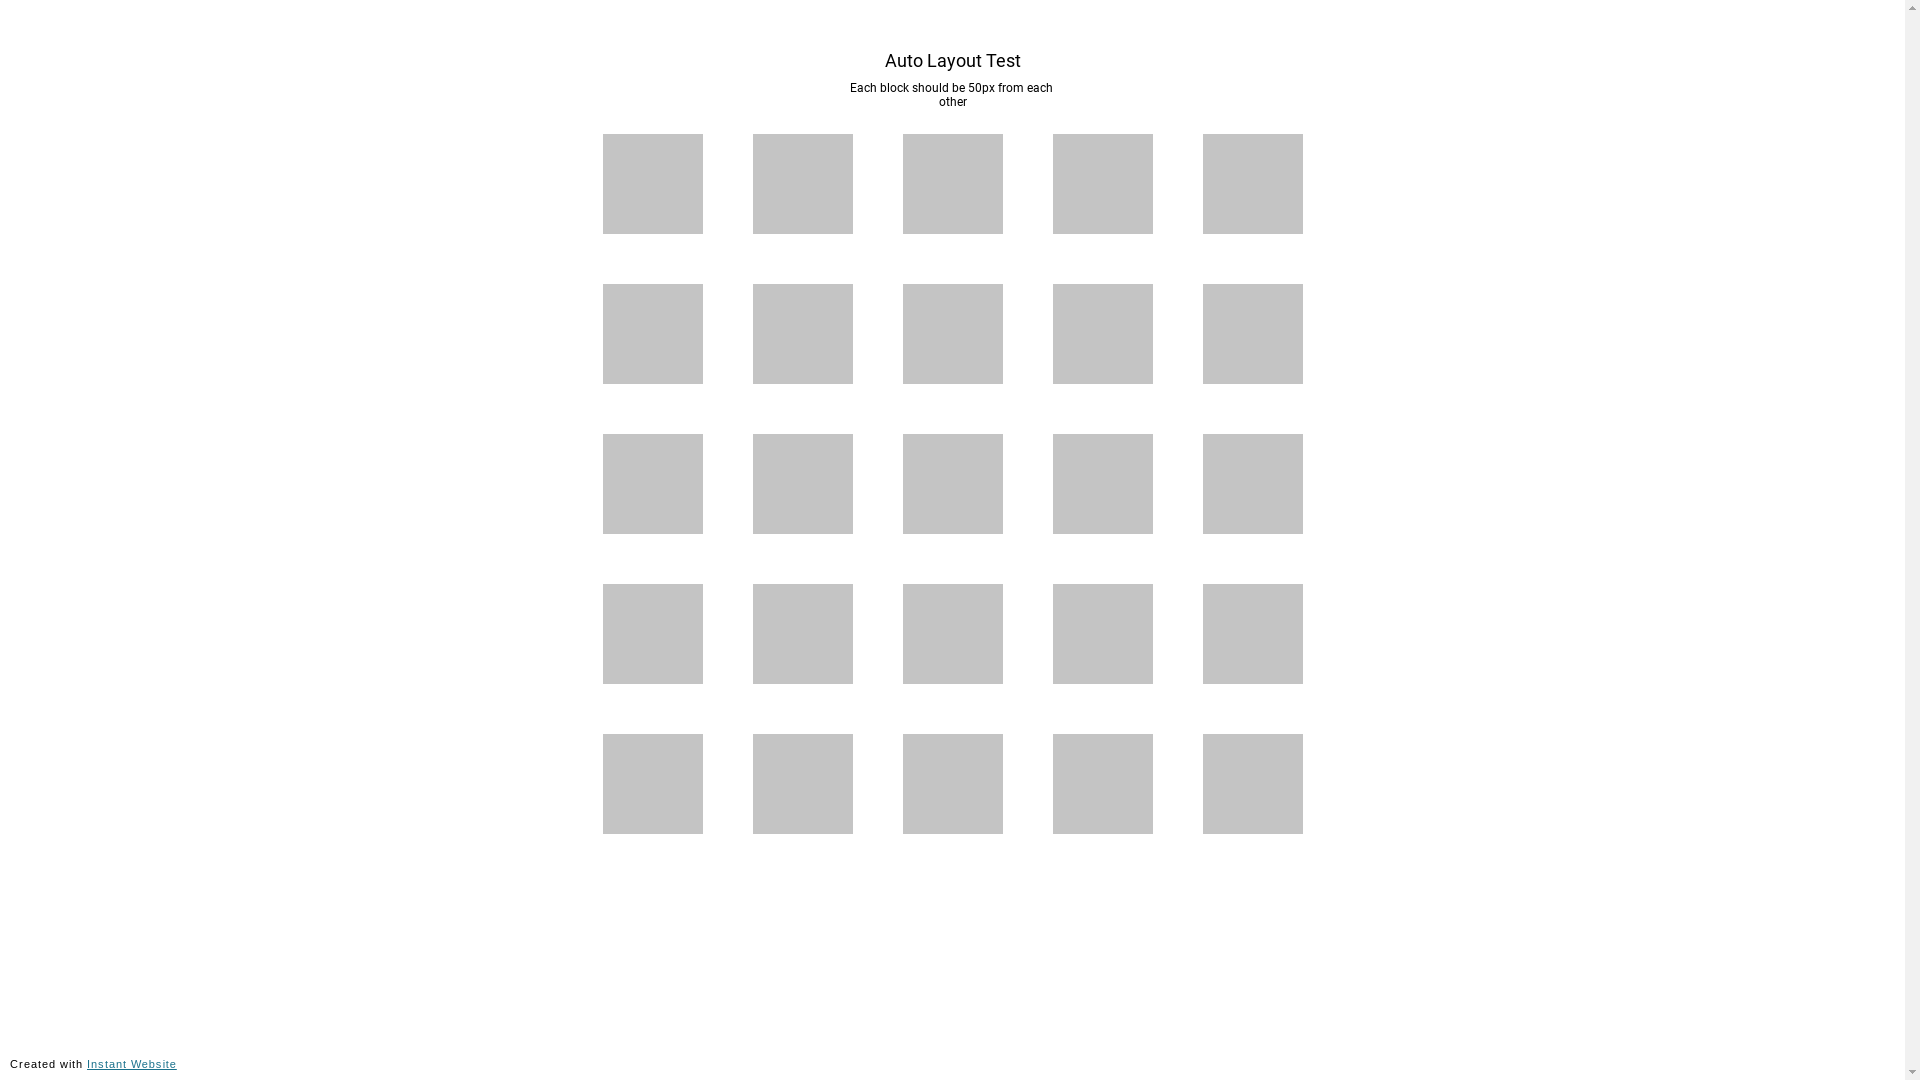 Auto Layout Test
Each block should be 50px from each
other
Created with Instant Website